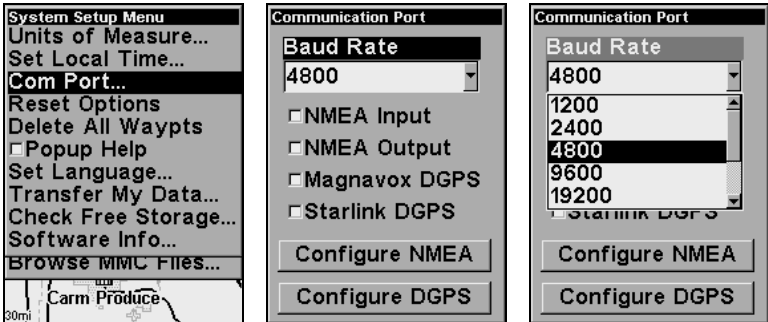 System Setup Menu
Units of Measure...
Set Local Time...
Com Port...
Reset Options
Delete All Waypts
Popup Help
Set Language...
Transfer My Data...
Check Free Storage...
Software Info...
Browse MMC Files...
Carm Produce
30mi
Communication Port
Baud Rate
4800
NMEA Input
NMEA Output
Magnavox DGPS
Starlink DGPS
Configure NMEA
Configure DGPS
Communication Port
Baud Rate
4800
1200
2400
4800
9600
19200
Starlink DGPS
Configure NMEA
Configure DGPS